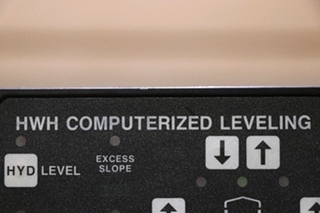 HWH COMPUTERIZED LEVELING
EXCESS
SLOPE
HYD LEVEL